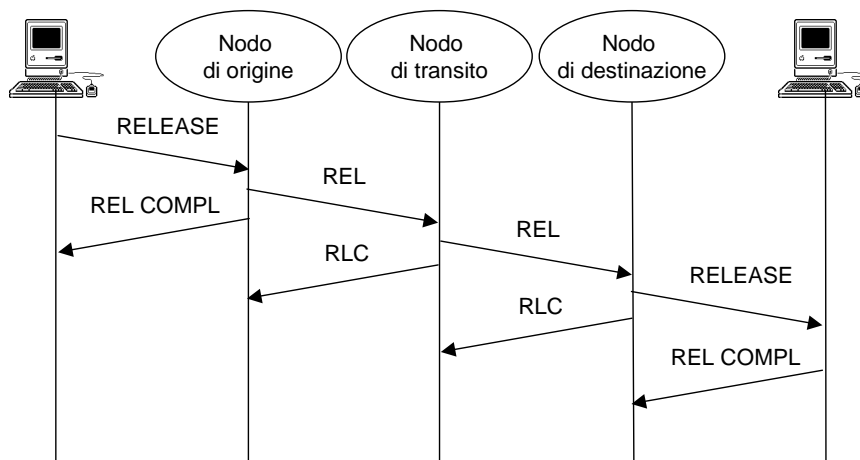 Nodo
di origine
Nodo
di transito
Nodo
di destinazione
RELEASE
REL
REL COMPL
REL
RLC
RELEASE
RLC
REL COMPL